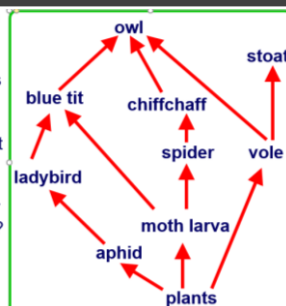 owl
stoat
blue tit
chiffchaff
spider
vole
ladybird
moth larva
aphid
plants